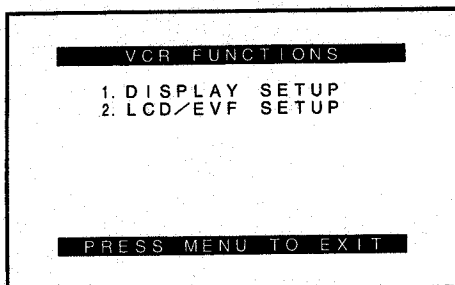 VCR FUNCTIONS
1. DISPLAY SETUP
2. LCD/EVF SETUP
PRESS MENU TO EXIT